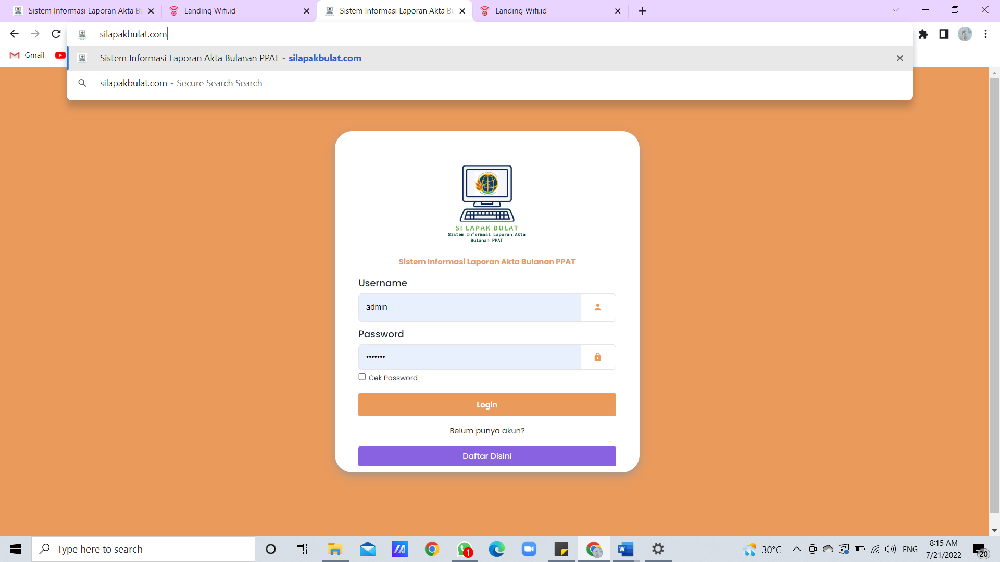 Sistem Informasi Laporan Akta Bu
Landing Wifi.id
Sistem Informasi Laporan Akta Bu
Landing Wifi.id
silapakbulat.com
Gmail
Sistem Informasi Laporan Akta Bulanan PPAT - silapakbulat.com
silapakbulat.com - Secure Search Search
SI LAPAK BULAT
Sistem Informasi Laporan Akta
Bulanan PPAT
Sistem Informasi Laporan Akta Bulanan PPAT
Username
admin
Password
•••••••
Cek Password
Login
Belum punya akun?
Daftar Disini
Type here to search
1
30°C
ENG
8:15 AM
7/21/2022
20